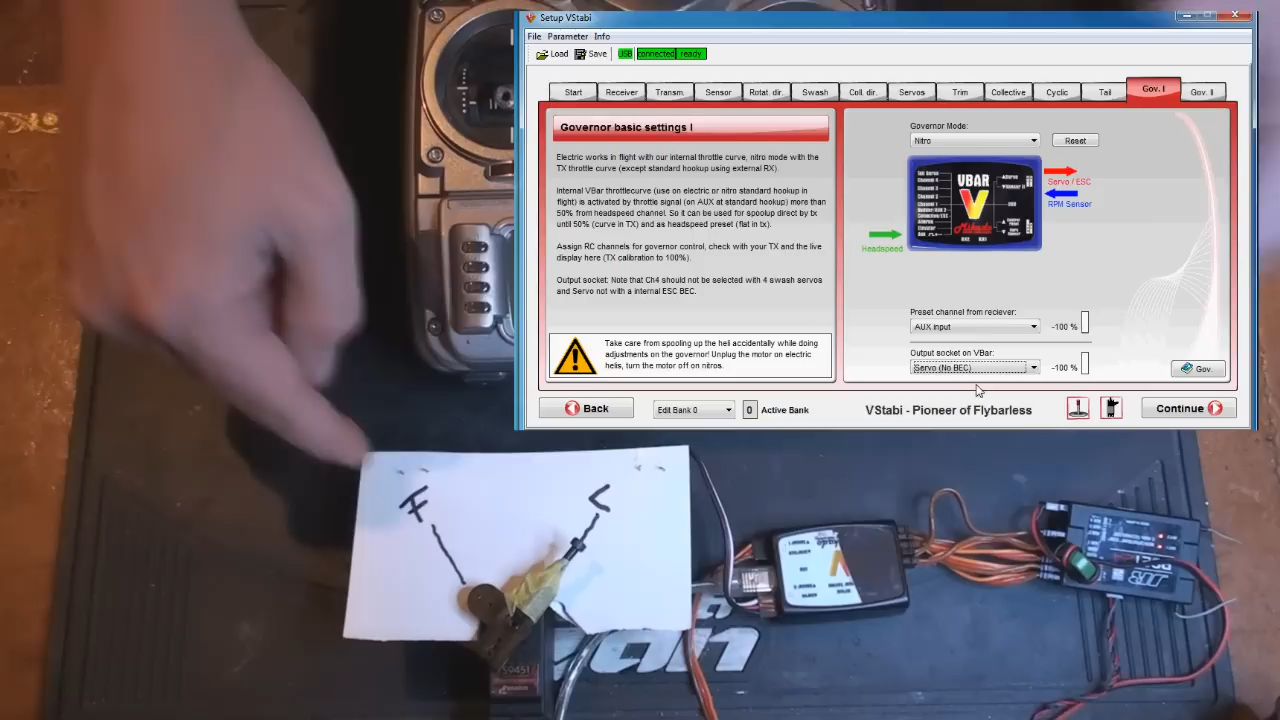 Setup VStabi
File Parameter Info
Load Save USB connected ready
Start Receiver Transm. Sensor Rotat. dir. Swash Coll. dir. Servos Trim Collective Cyclic Tail Gov. I Gov. II
Governor basic settings I
Electric works in flight with our internal throttle curve, nitro mode with the
TX throttle curve (except standard hookup using external RX).
Internal VBar throttlecurve (use on electric or nitro standard hookup in
flight) is activated by throttle signal (on AUX at standard hookup) more than
50% from headspeed channel. So it can be used for spoolup direct by tx
until 50% (curve in TX) and as headspeed preset (flat in tx).
Assign RC channels for governor control, check with your TX and the live
display here (TX calibration to 100%).
Output socket: Note that Ch4 should not be selected with 4 swash servos
and Servo not with a internal ESC BEC.
Take care from spooling up the heli accidentally while doing
adjustments on the governor! Unplug the motor on electric
helis, turn the motor off on nitros.
Governor Mode:
Nitro Reset
VBAR
V
Mikado
Servo / ESC
RPM Sensor
Headspeed
Preset channel from reciever:
AUX input -100 %
Output socket on VBar:
Servo (No BEC) -100 %
Gov.
Back Edit Bank 0 0 Active Bank VStabi - Pioneer of Flybarless Continue
F C
V
JR